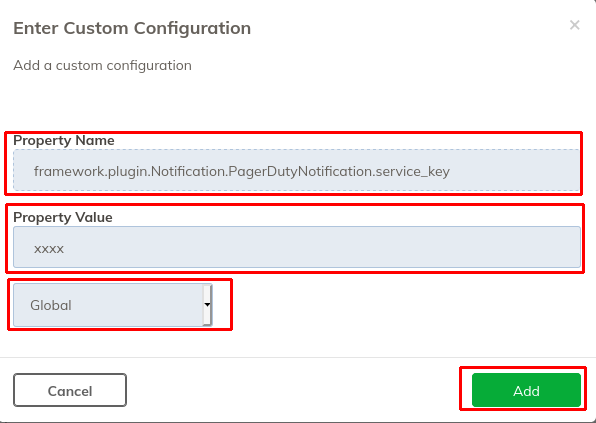 Enter Custom Configuration ×
Add a custom configuration
Property Name
framework.plugin.Notification.PagerDutyNotification.service_key
Property Value
xxxx
Global
Cancel Add